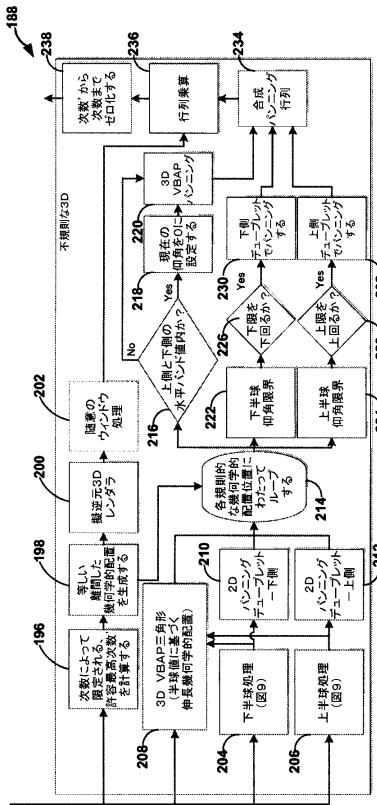 188
不規則な3D
196
次数によって
限定される、
許容最高次数'
を計算する
198
等しい
離間した
幾何学的配置
を生成する
200
擬逆元3D
レンダラ
202
随意の
ウィンドウ
処理
236
行列乗算
238
次数'から
次数まで
ゼロ化する
208
3D VBAP三角形
(半球値に基づく
伸長幾何学的配置)
204
下半球処理
(図9)
206
上半球処理
(図9)
210
2D
パンニング
デューブレット
―下側
2D
パンニング
デューブレット
―上側
214
各規則的
な幾何学的
配置位置に
わたって
ループ
する
216
上側と下側の
水平バンド値内か?
No
Yes
218
現在の
仰角を0に
設定する
220
3D
VBAP
パンニング
222
下半球
仰角限界
上半球
仰角限界
226
下限を
下回るか?
Yes
上限を
上回るか?
Yes
230
下側
デューブレット
でパンニング
する
上側
デューブレット
でパンニング
する
234
合成
パンニング
行列